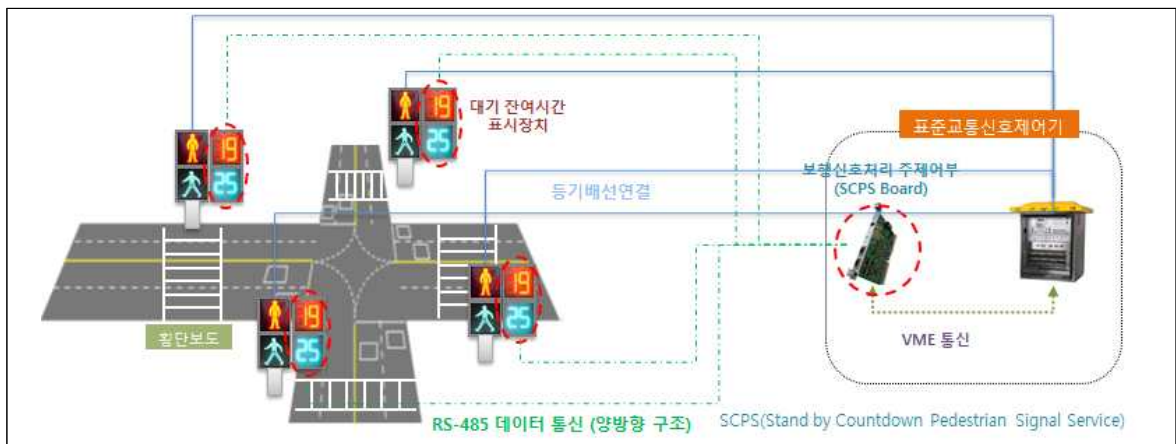 19
25
19
25
대기 잔여시간
표시장치
표준교통신호제어기
보행신호처리 주제어부
(SCPS Board)
등기배선연결
19
25
19
25
횡단보도
VME 통신
RS-485 데이터 통신 (양방향 구조)
SCPS(Stand by Countdown Pedestrian Signal Service)